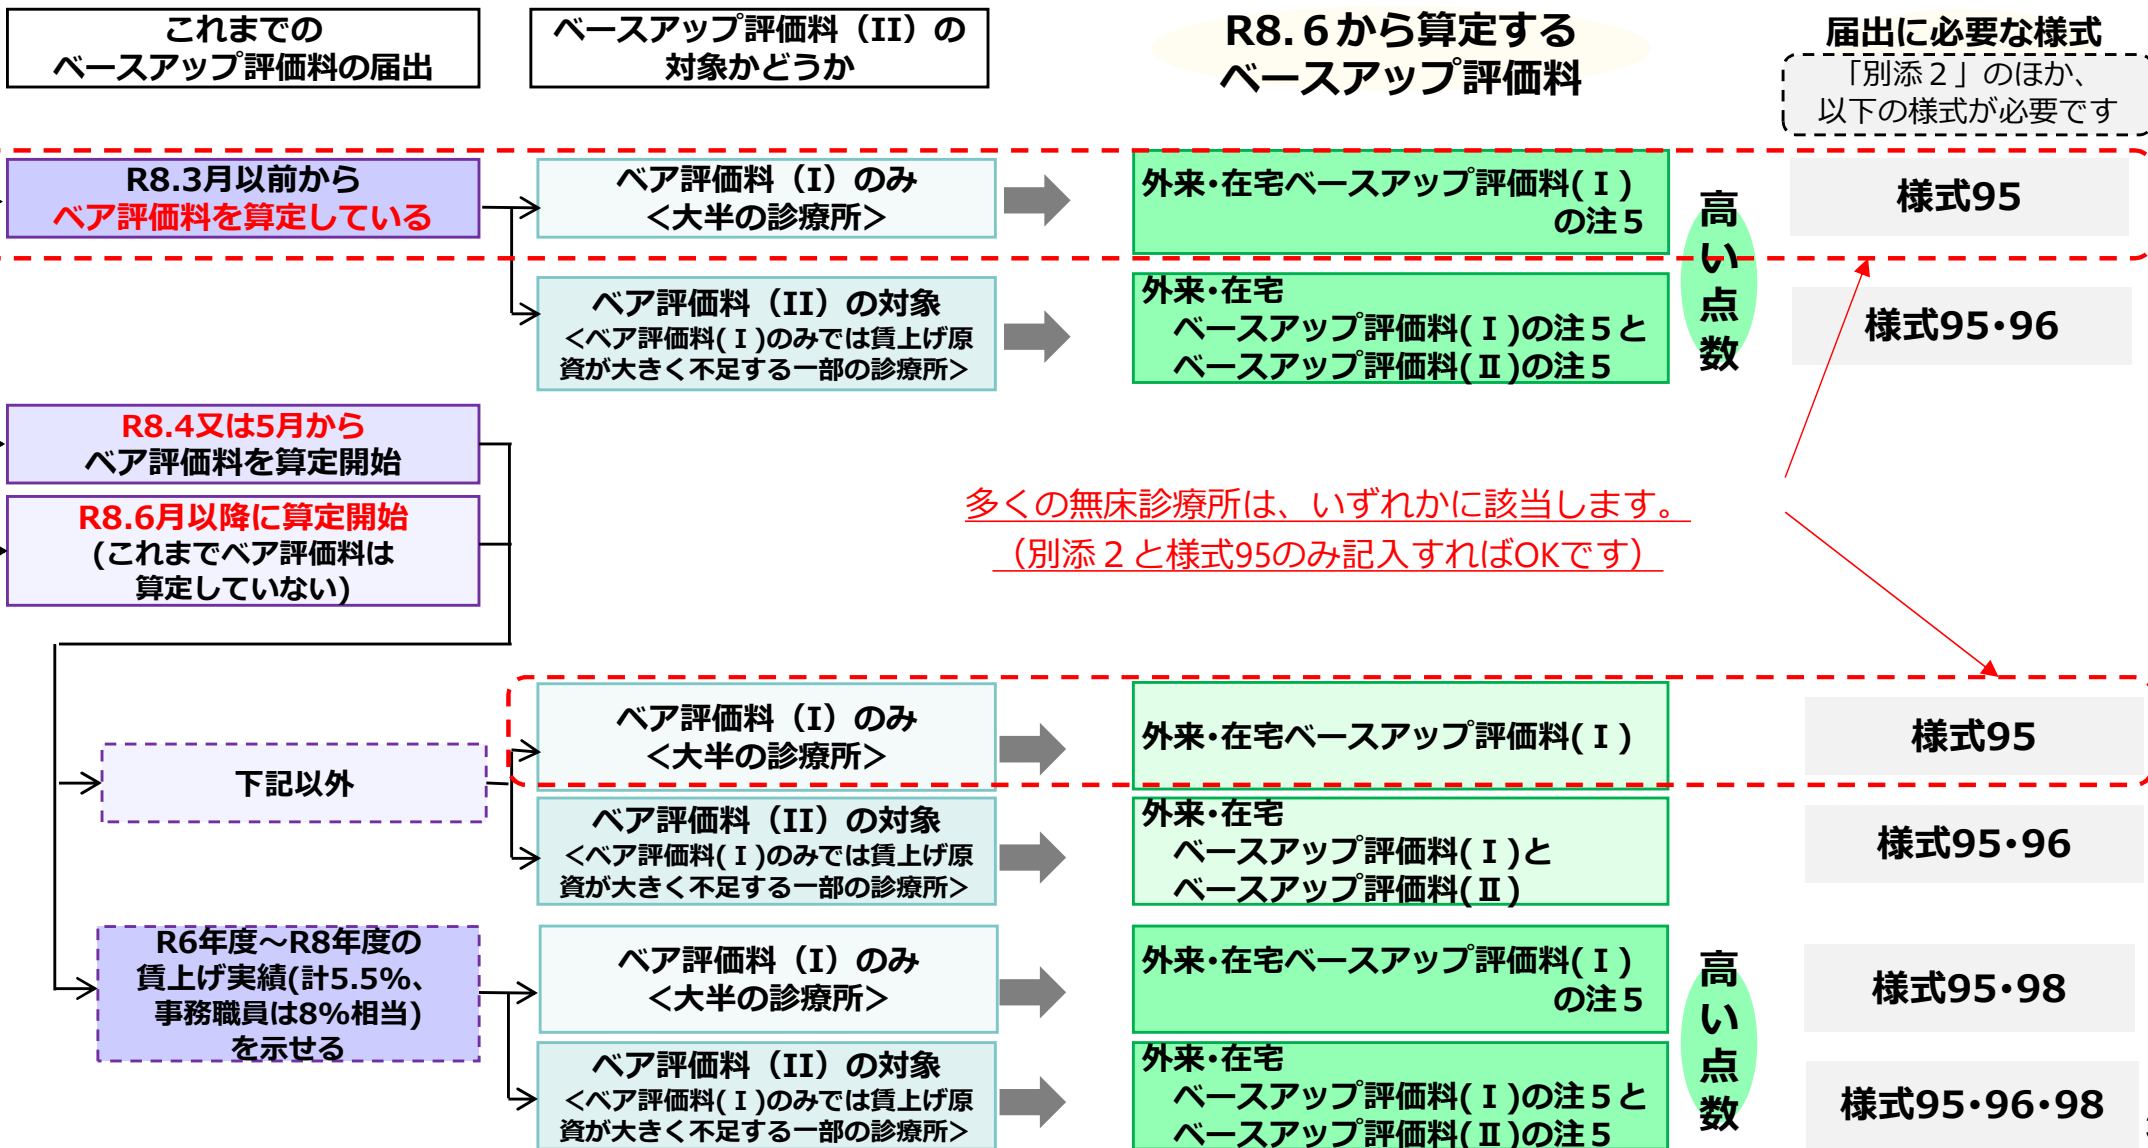 これまでの
ベースアップ評価料の届出
ベースアップ評価料（II）の
対象かどうか
R8.６から算定する
ベースアップ評価料
届出に必要な様式
「別添２」のほか、
以下の様式が必要です
R8.3月以前から
ベア評価料を算定している
ベア評価料（I）のみ
＜大半の診療所＞
外来･在宅ベースアップ評価料(Ⅰ)
の注５
様式95
ベア評価料（II）の対象
＜ベア評価料(Ⅰ)のみでは賃上げ原
資が大きく不足する一部の診療所＞
外来･在宅
ベースアップ評価料(Ⅰ)の注５と
ベースアップ評価料(Ⅱ)の注５
高い点数
様式95･96
R8.4又は5月から
ベア評価料を算定開始
R8.6月以降に算定開始
(これまでベア評価料は
算定していない)
多くの無床診療所は、いずれかに該当します。
（別添２と様式95のみ記入すればOKです）
下記以外
ベア評価料（I）のみ
＜大半の診療所＞
外来･在宅ベースアップ評価料(Ⅰ)
様式95
ベア評価料（II）の対象
＜ベア評価料(Ⅰ)のみでは賃上げ原
資が大きく不足する一部の診療所＞
外来･在宅
ベースアップ評価料(Ⅰ)と
ベースアップ評価料(Ⅱ)
様式95･96
R6年度～R8年度の
賃上げ実績(計5.5%、
事務職員は8%相当)
を示せる
ベア評価料（I）のみ
＜大半の診療所＞
外来･在宅ベースアップ評価料(Ⅰ)
の注５
様式95･98
ベア評価料（II）の対象
＜ベア評価料(Ⅰ)のみでは賃上げ原
資が大きく不足する一部の診療所＞
外来･在宅
ベースアップ評価料(Ⅰ)の注５と
ベースアップ評価料(Ⅱ)の注５
高い点数
様式95･96･98